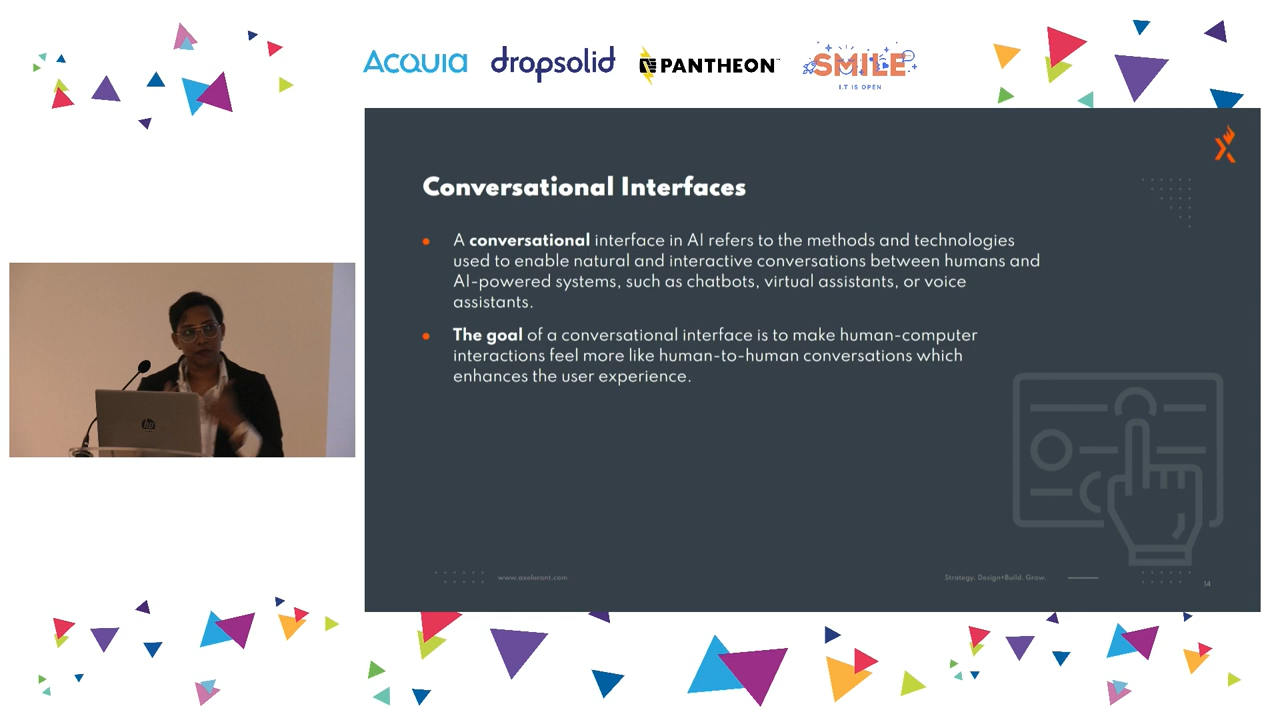 ACQUIA dropsolid PANTHEON SMILE
I.T IS OPEN
Conversational Interfaces
A conversational interface in AI refers to the methods and technologies
used to enable natural and interactive conversations between humans and
AI-powered systems, such as chatbots, virtual assistants, or voice
assistants.
The goal of a conversational interface is to make human-computer
interactions feel more like human-to-human conversations which
enhances the user experience.
hp
www.axelerant.com Strategy. Design+Build. Grow.
14